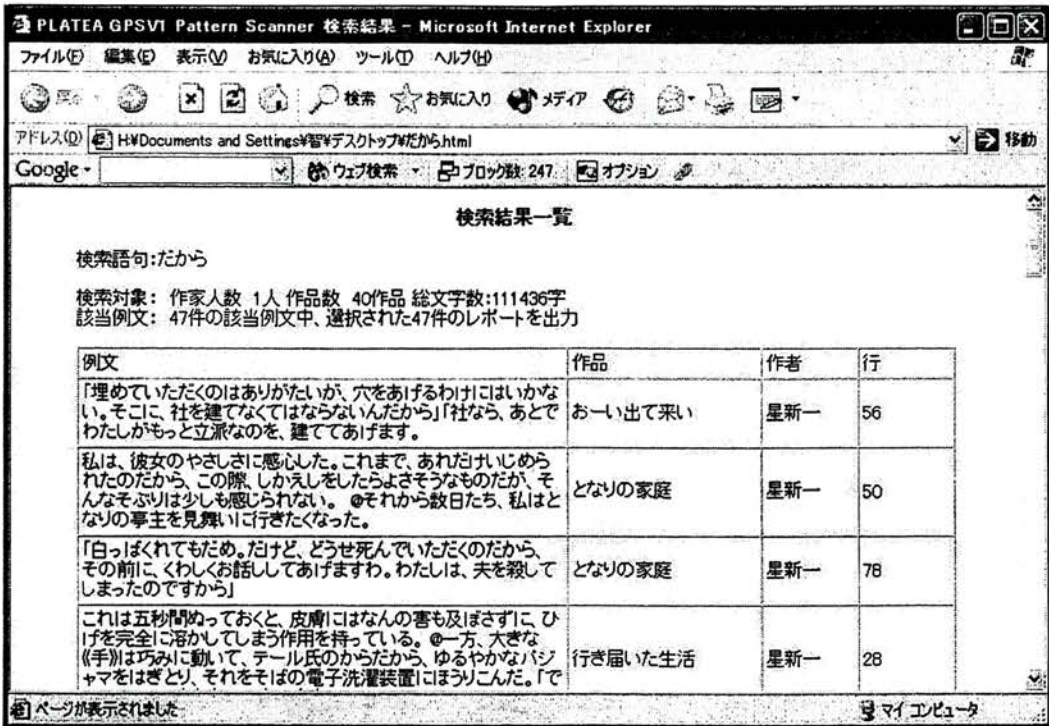 PLATEA GPSV1 Pattern Scanner 検索結果 - Microsoft Internet Explorer
ファイル(F) 編集(E) 表示(V) お気に入り(A) ツール(T) ヘルプ(H)
戻る 検索 お気に入り メディア
アドレス(D) H:¥Documents and Settings¥智¥デスクトップ¥だから.html 移動
Google ウェブ検索 ブロック数: 247 オプション
検索結果一覧
検索語句:だから
検索対象: 作家人数 1人 作品数 40作品 総文字数:111436字
該当例文: 47件の該当例文中、選択された47件のレポートを出力
例文 作品 作者 行
「埋めていただくのはありがたいが、穴をあげるわけにはいかな
い。そこに、社を建てなくてはならないんだから」「社なら、あとで
わたしがもっと立派なのを、建ててあげます。
おーい出て来い 星新一 56
私は、彼女のやさしさに感心した。これまで、あれだけいじめら
れたのだから、この際、しかえしをしたらよさそうなものだが、そ
んなそぶりは少しも感じられない。 @それから数日たち、私はと
なりの亭主を見舞いに行きたくなった。
となりの家庭 星新一 50
「白っぱくれてもだめ。だけど、どうせ死んでいただくのだから、
その前に、くわしくお話ししてあげますわ。わたしは、夫を殺して
しまったのですから」
となりの家庭 星新一 78
これは五秒間ぬっておくと、皮膚にはなんの害も及ぼさずに、ひ
げを完全に溶かしてしまう作用を持っている。 @一方、大きな
《手》は巧みに動いて、テール氏のからだから、ゆるやかなパジ
ャマをはぎとり、それをそばの電子洗濯装置にほうりこんだ。「で
行き届いた生活 星新一 28
ページが表示されました マイ コンピュータ